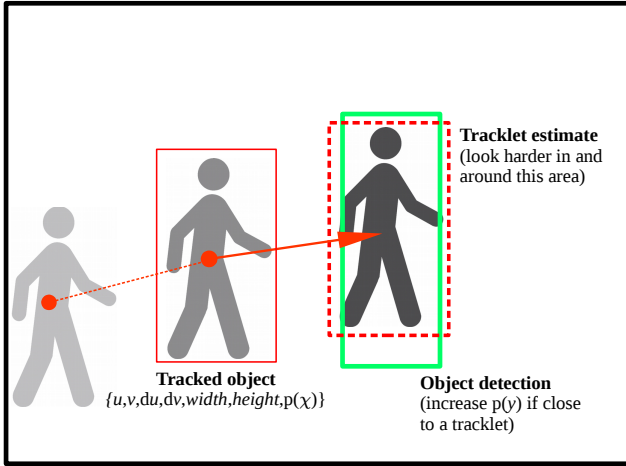 Tracklet estimate
(look harder in and
around this area)
Tracked object
{u,v,du,dv,width,height,p(χ)}
Object detection
(increase p(y) if close
to a tracklet)